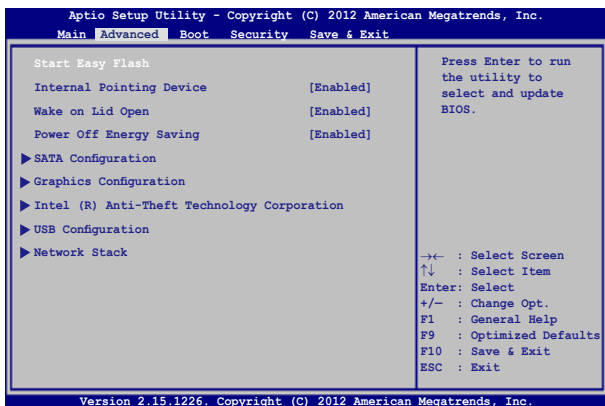 Aptio Setup Utility - Copyright (C) 2012 American Megatrends, Inc.
Main Advanced Boot Security Save & Exit
Start Easy Flash
Internal Pointing Device [Enabled]
Wake on Lid Open [Enabled]
Power Off Energy Saving [Enabled]
▶ SATA Configuration
▶ Graphics Configuration
▶ Intel (R) Anti-Theft Technology Corporation
▶ USB Configuration
▶ Network Stack
Press Enter to run
the utility to
select and update
BIOS.
→← : Select Screen
↑↓ : Select Item
Enter: Select
+/— : Change Opt.
F1 : General Help
F9 : Optimized Defaults
F10 : Save & Exit
ESC : Exit
Version 2.15.1226. Copyright (C) 2012 American Megatrends, Inc.